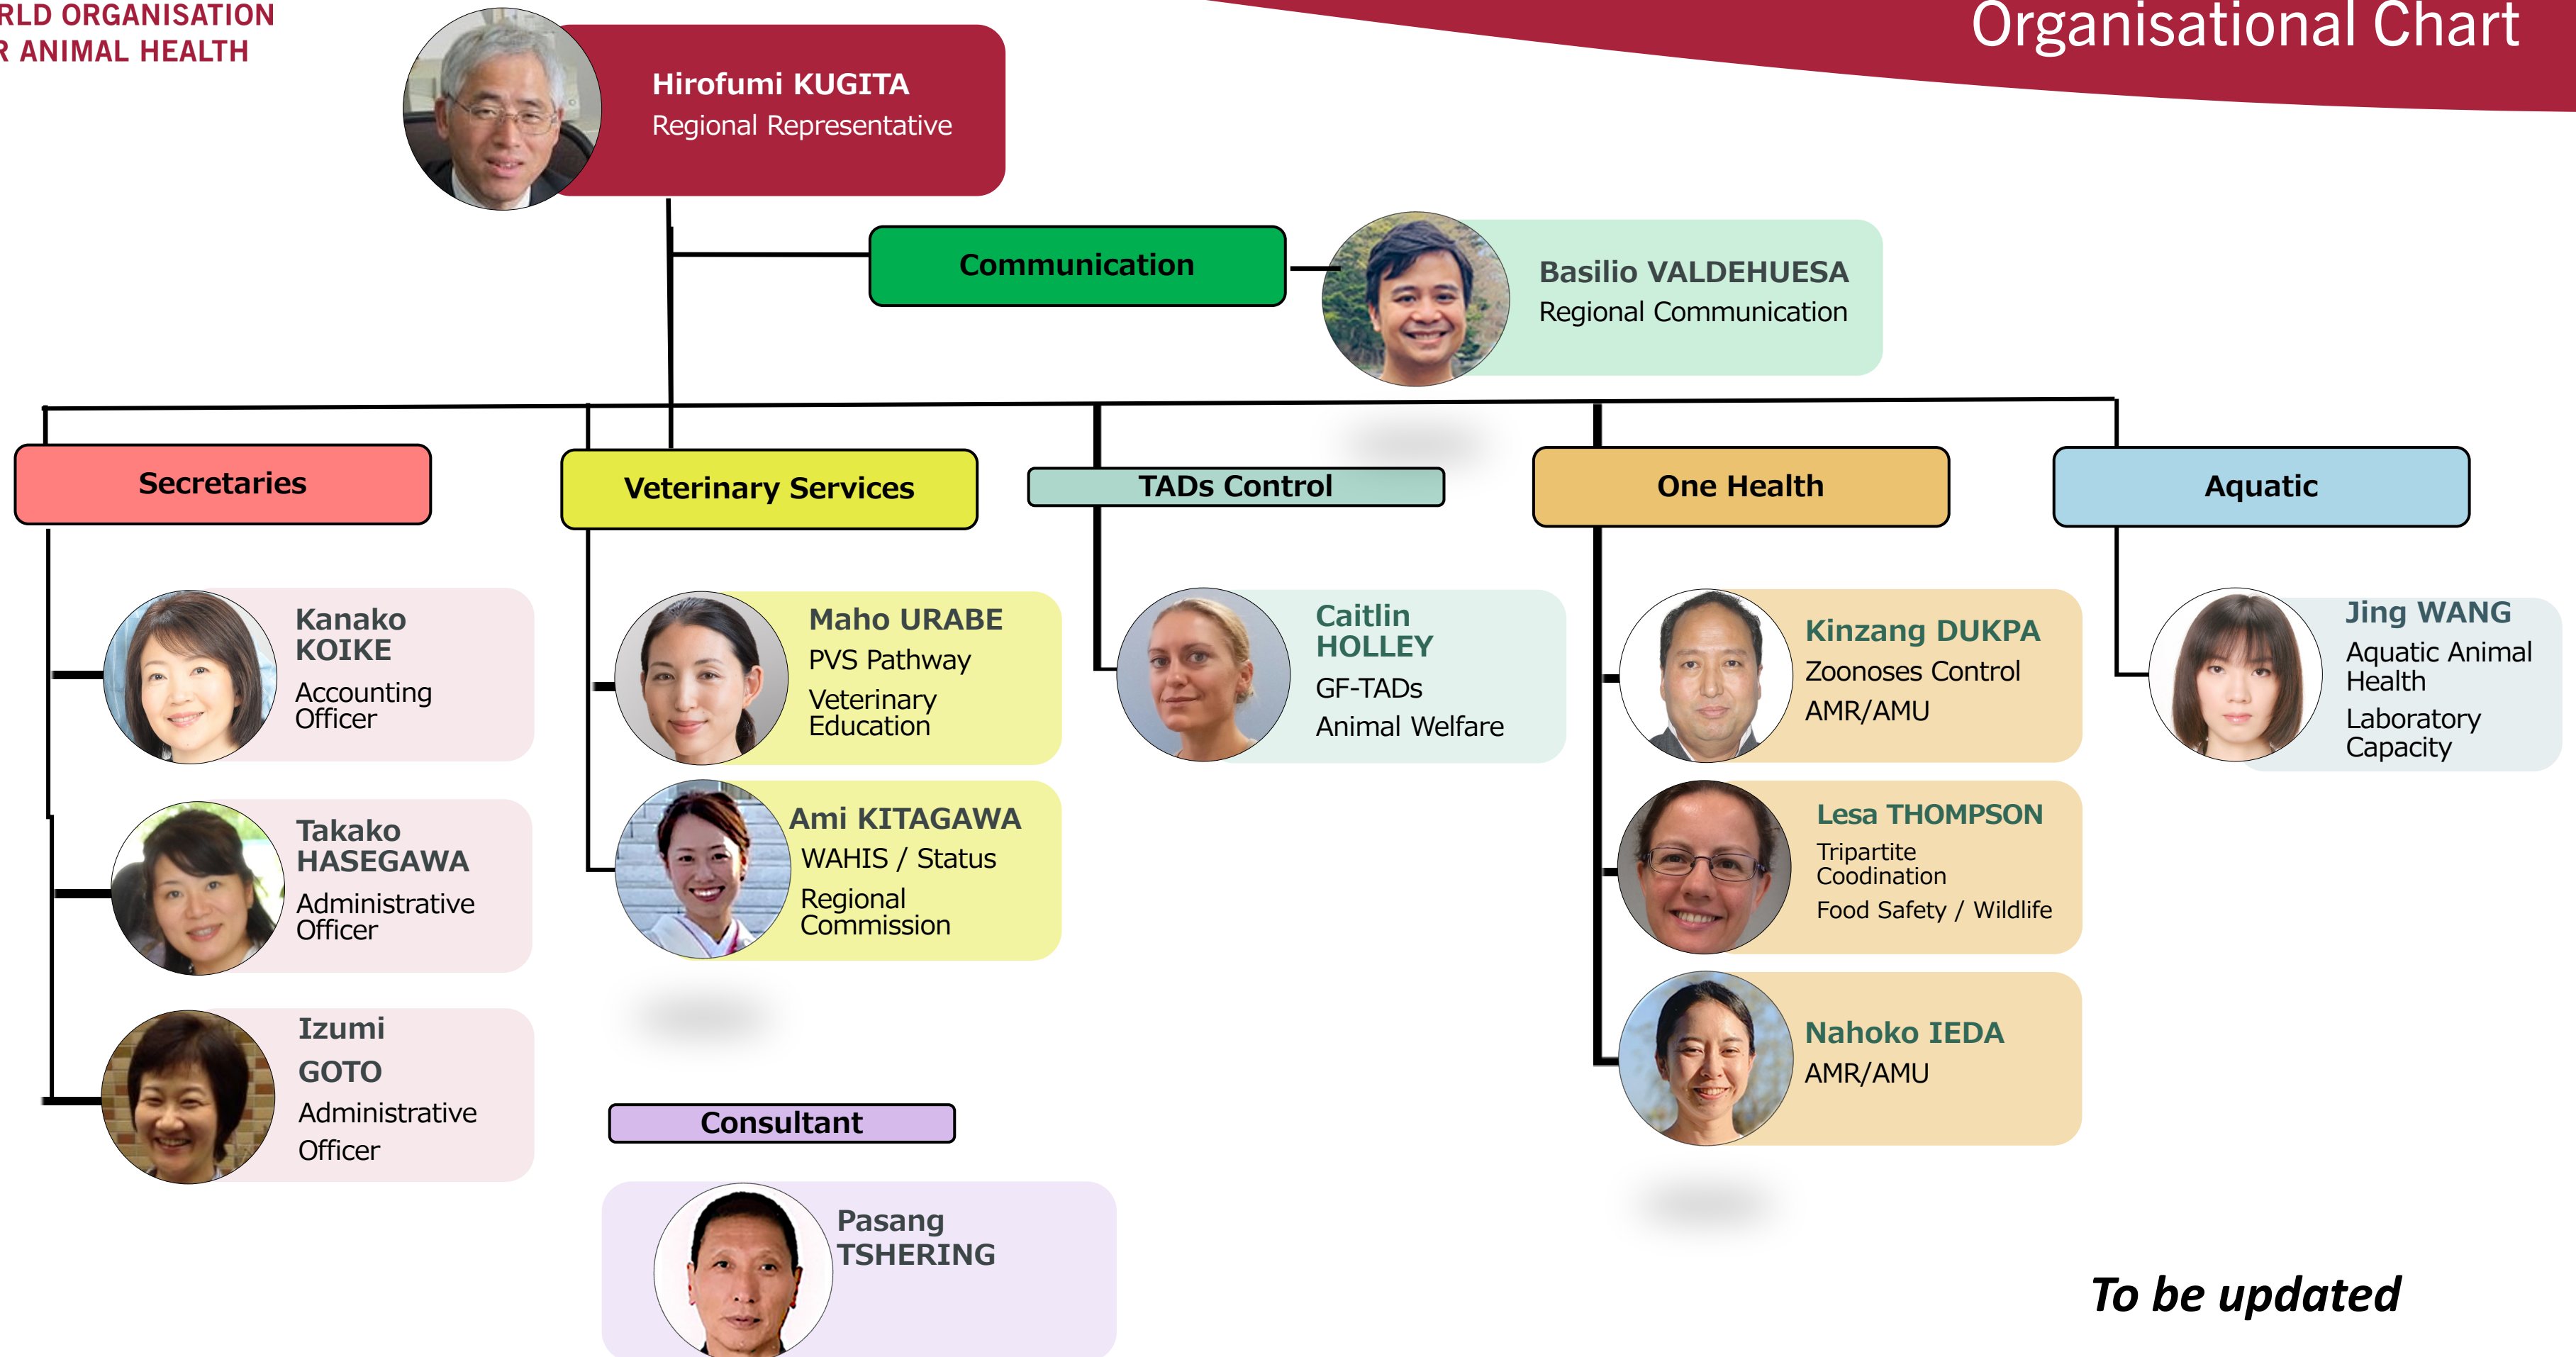 ORGANISATION
ANIMAL HEALTH
Organisational Chart
Hirofumi KUGITA
Regional Representative
Communication
Basilio VALDEHUESA
Regional Communication
Secretaries
Veterinary Services
TADs Control
One Health
Aquatic
Kanako
KOIKE
Accounting
Officer
Takako
HASEGAWA
Administrative
Officer
Izumi
GOTO
Administrative
Officer
Maho URABE
PVS Pathway
Veterinary
Education
Ami KITAGAWA
WAHIS / Status
Regional
Commission
Consultant
Pasang
TSHERING
Caitlin
HOLLEY
GF-TADs
Animal Welfare
Kinzang DUKPA
Zoonoses Control
AMR/AMU
Lesa THOMPSON
Tripartite
Coodination
Food Safety / Wildlife
Nahoko IEDA
AMR/AMU
Jing WANG
Aquatic Animal
Health
Laboratory
Capacity
To be updated